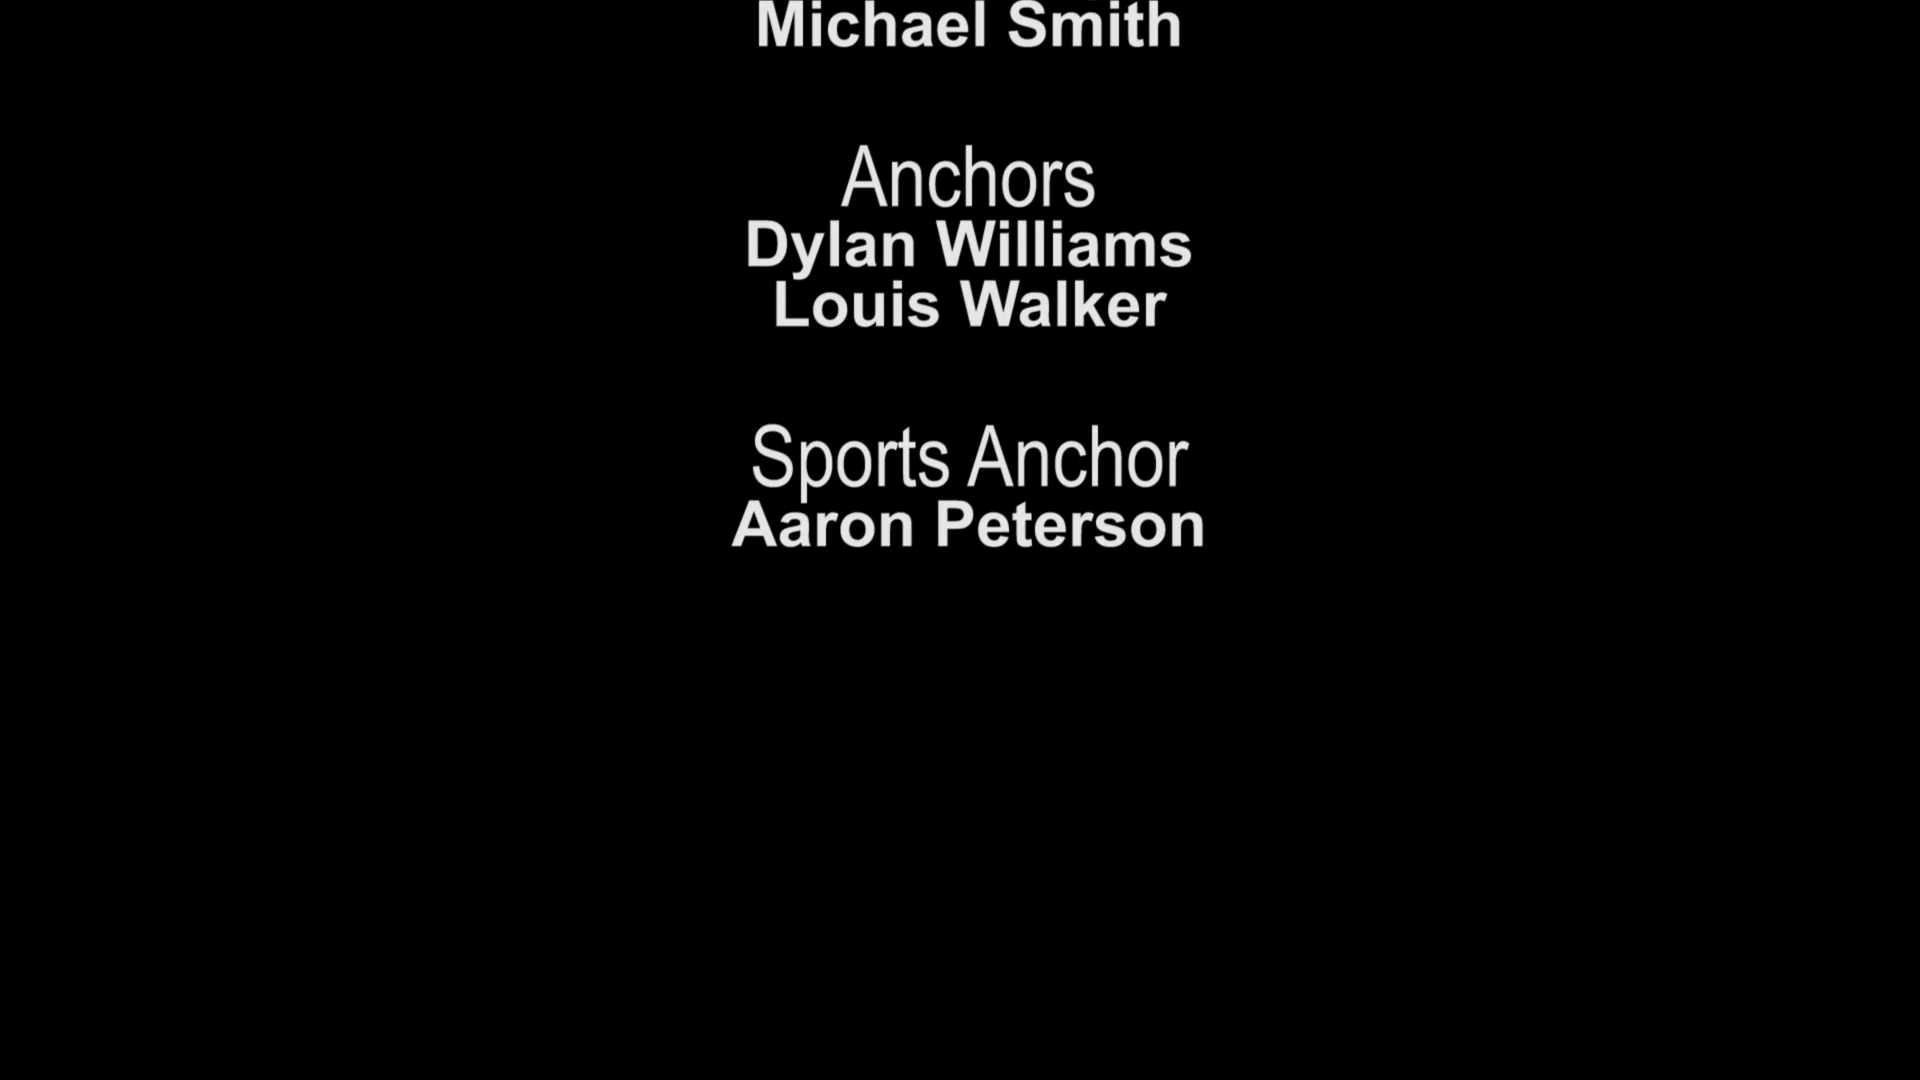 Michael Smith
Anchors
Dylan Williams
Louis Walker
Sports Anchor
Aaron Peterson